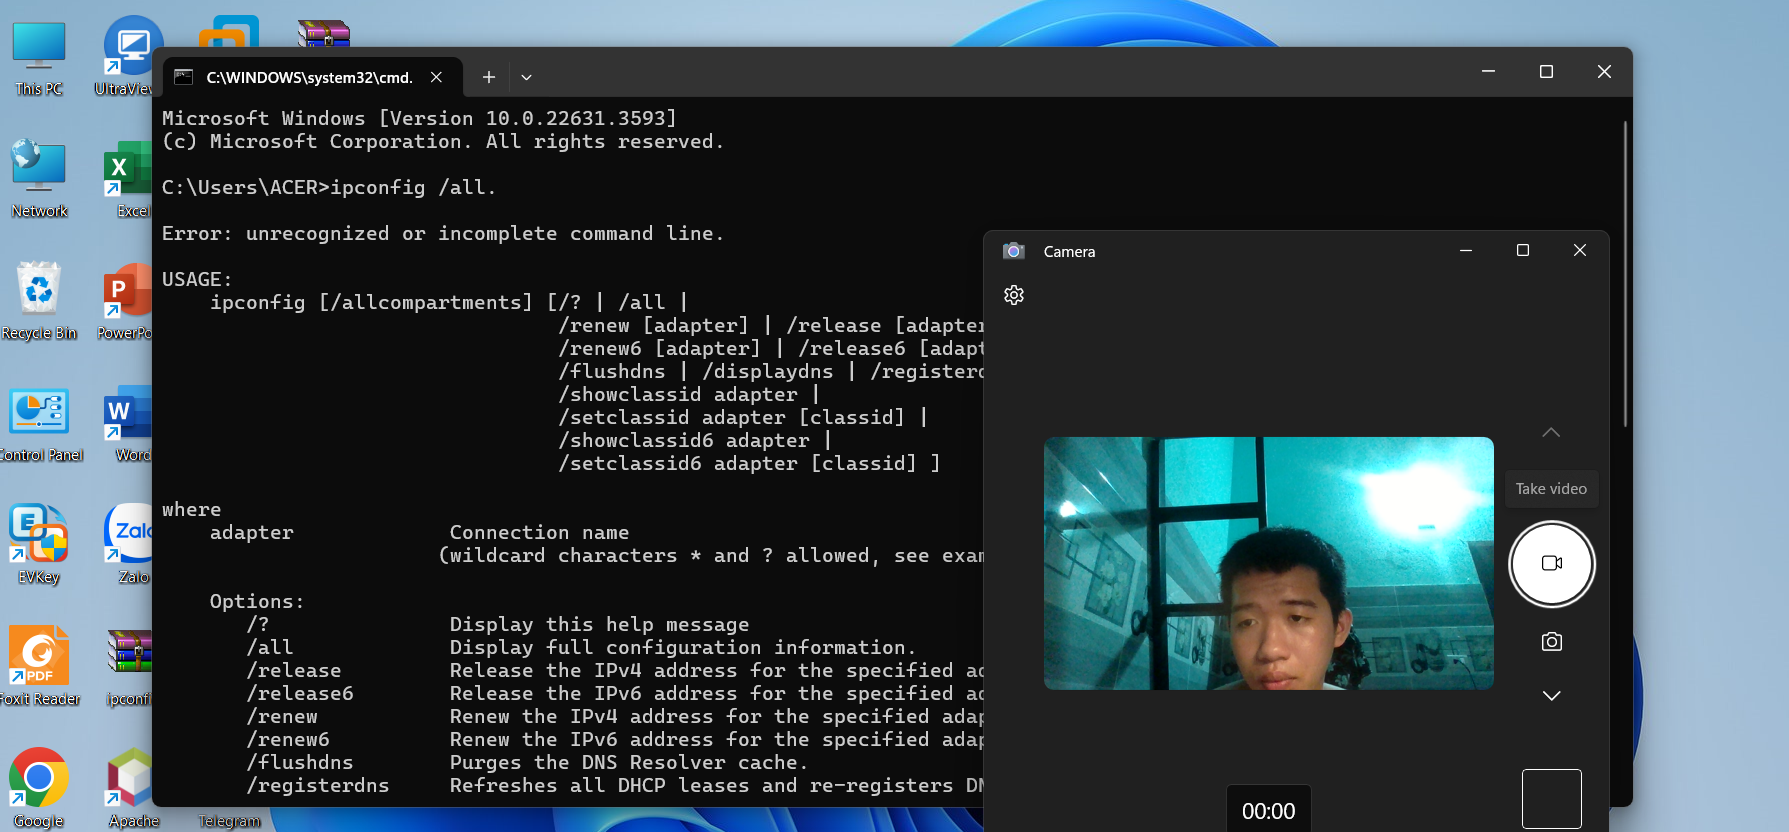 This PC
UltraView
C:\WINDOWS\system32\cmd.
Microsoft Windows [Version 10.0.22631.3593]
(c) Microsoft Corporation. All rights reserved.
C:\Users\ACER>ipconfig /all.
Error: unrecognized or incomplete command line.
USAGE:
ipconfig [/allcompartments] [/? | /all |
/renew [adapter] | /release [adapter
/renew6 [adapter] | /release6 [adapt
/flushdns | /displaydns | /registerd
/showclassid adapter |
/setclassid adapter [classid] |
/showclassid6 adapter |
/setclassid6 adapter [classid] ]
where
adapter Connection name
(wildcard characters * and ? allowed, see exam
Options:
/? Display this help message
/all Display full configuration information.
/release Release the IPv4 address for the specified ad
/release6 Release the IPv6 address for the specified ad
/renew Renew the IPv4 address for the specified adap
/renew6 Renew the IPv6 address for the specified adap
/flushdns Purges the DNS Resolver cache.
/registerdns Refreshes all DHCP leases and re-registers DN
Camera
Take video
00:00
Network
Excel
Recycle Bin
PowerPo
Control Panel
Word
EVKey
Zalo
Zalo
PDF
Foxit Reader
ipconfi
Google
Apache
Telegram